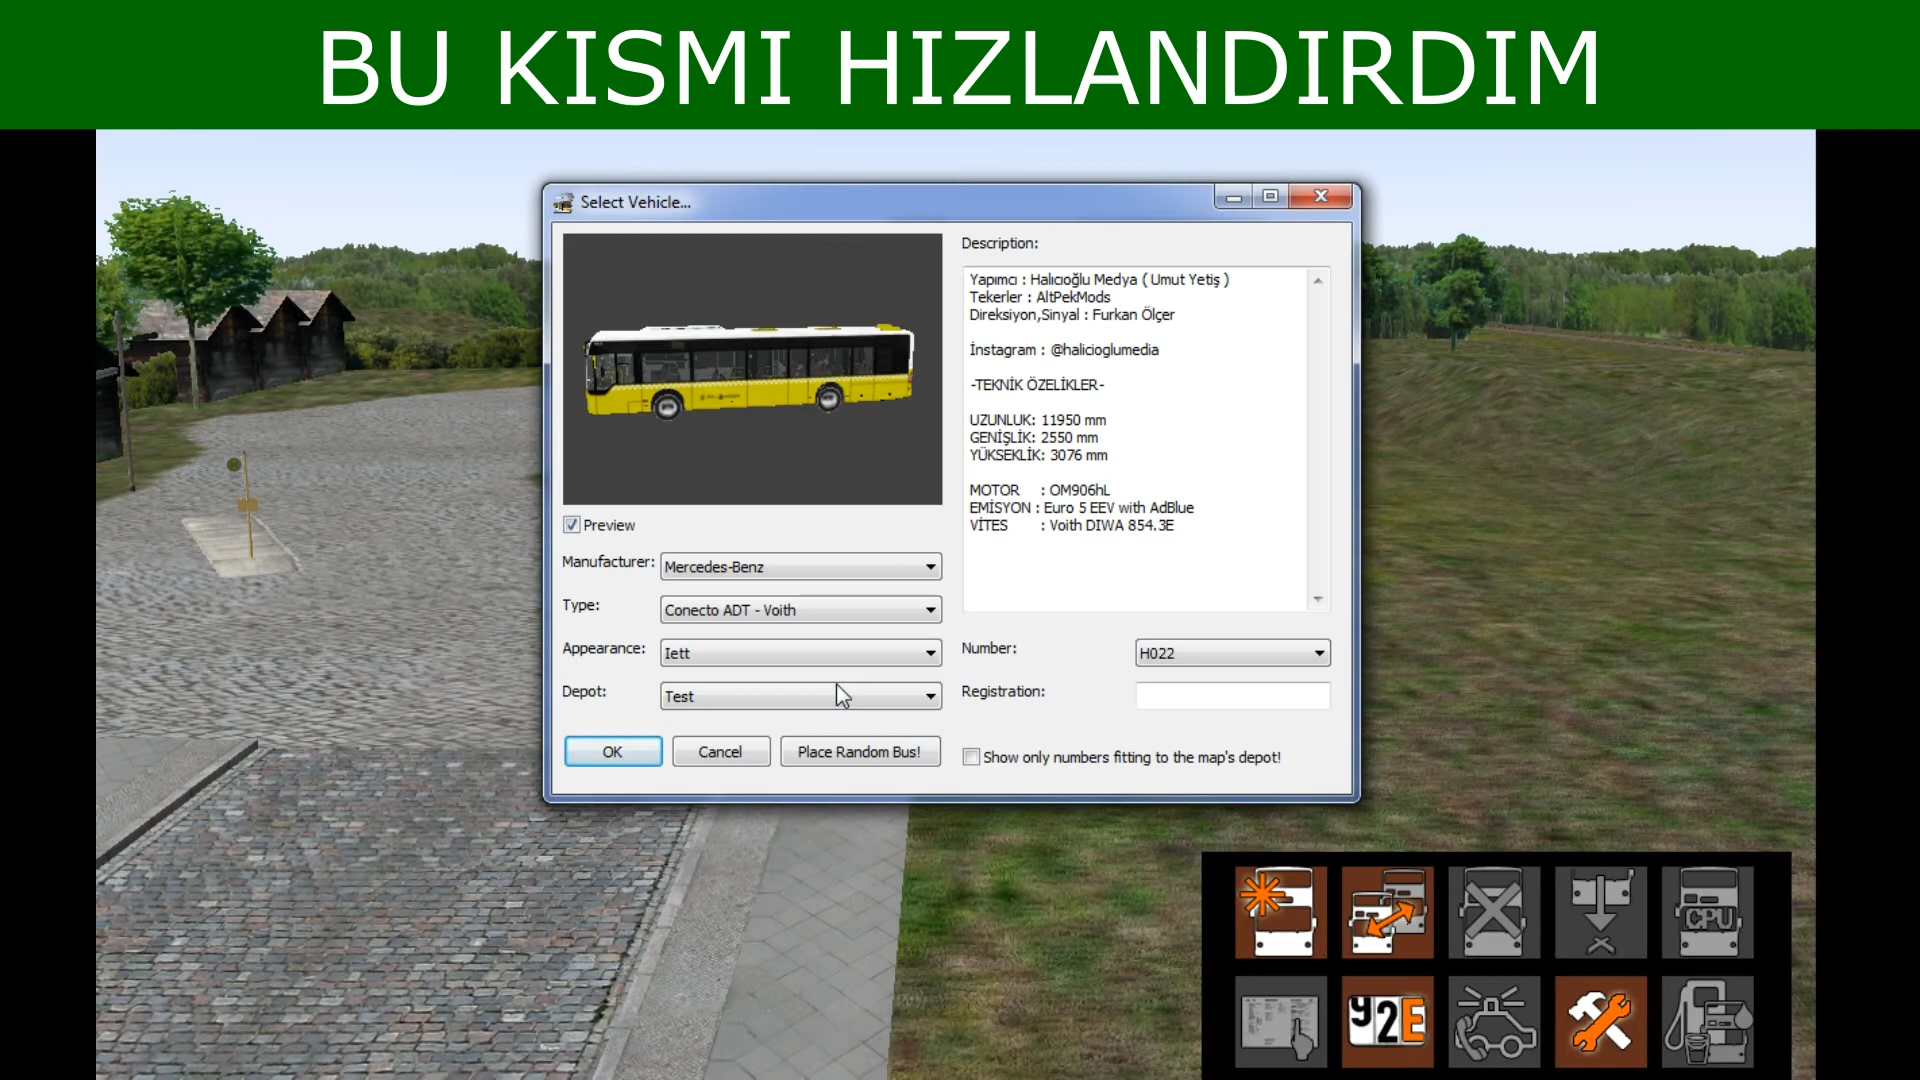 BU KISMI HIZLANDIRDIM
Select Vehicle...
Description:
Yapımcı : Halıcıoğlu Medya ( Umut Yetiş )
Tekerler : AltPekMods
Direksiyon,Sinyal : Furkan Ölçer
İnstagram : @halicioglumedia
-TEKNİK ÖZELİKLER-
UZUNLUK: 11950 mm
GENİŞLİK: 2550 mm
YÜKSEKLİK: 3076 mm
MOTOR : OM906hL
EMİSYON : Euro 5 EEV with AdBlue
VİTES : Voith DIWA 854.3E
Preview
Manufacturer: Mercedes-Benz
Type: Conecto ADT - Voith
Appearance: Iett
Number: H022
Depot: Test
Registration:
OK Cancel Place Random Bus!
Show only numbers fitting to the map's depot!
CPU
92E